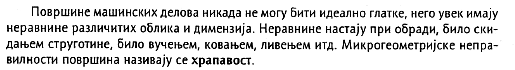 Површине машинских делова никада не могу бити идеално глатке, него увек имају
неравнине различитих облика и димензија. Неравнине настају при обради, било ски-
дањем струготине, било вучењем, ковањем, ливењем итд. Микрогеометријске непра-
вилности површина називају се храпавост.